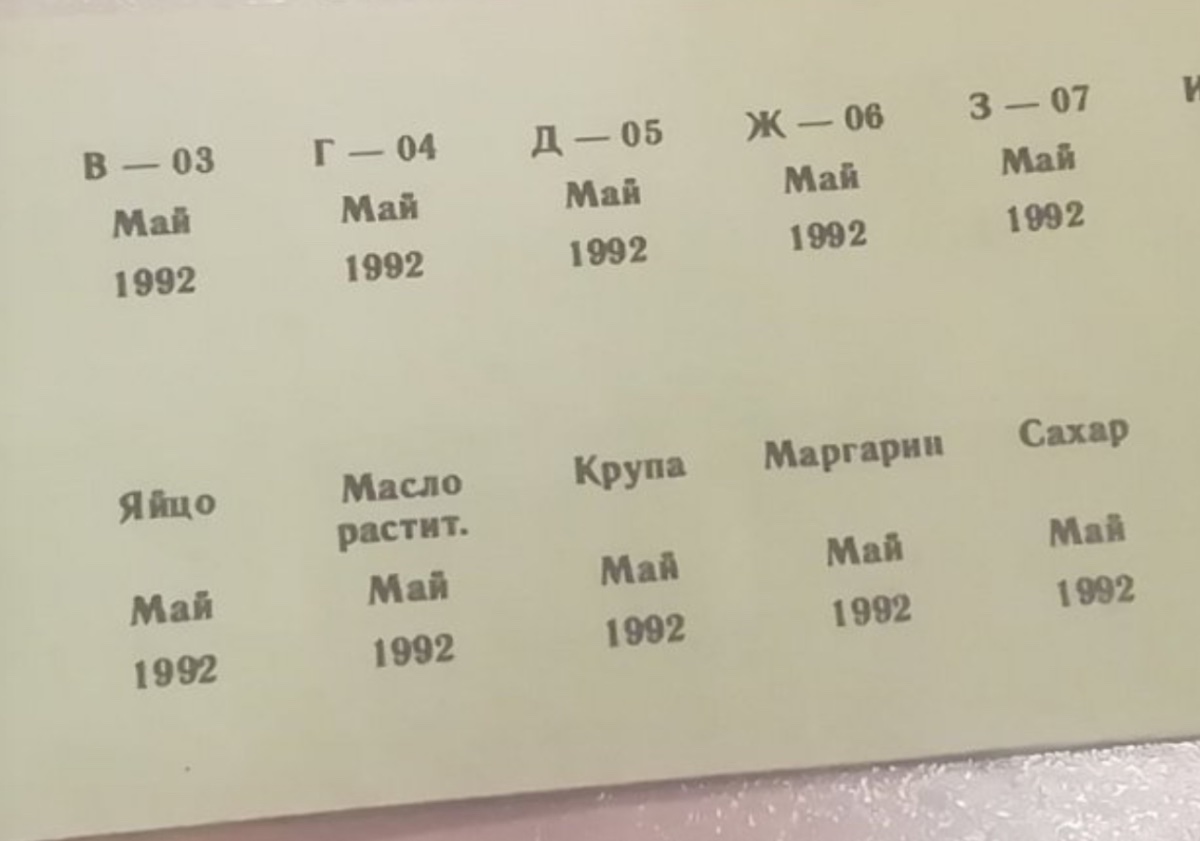 В — 03 Г — 04 Д — 05 Ж — 06 З — 07 И
Май Май Май Май Май
1992 1992 1992 1992 1992
Яйцо Масло растит. Крупа Маргарин Сахар
Май Май Май Май Май
1992 1992 1992 1992 1992